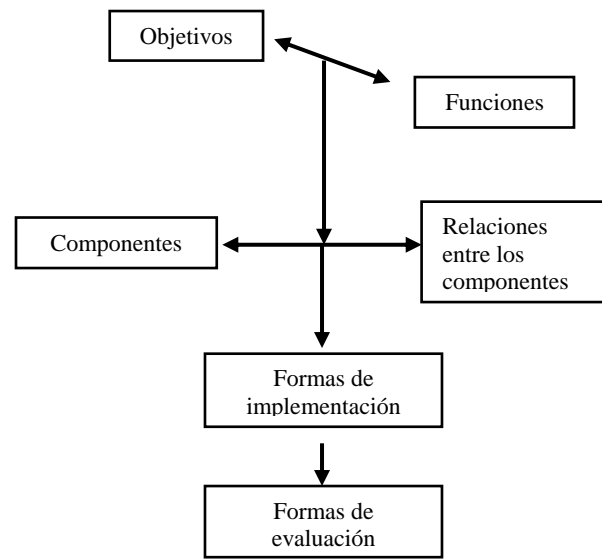 Objetivos
Funciones
Componentes
Relaciones
entre los
componentes
Formas de
implementación
Formas de
evaluación